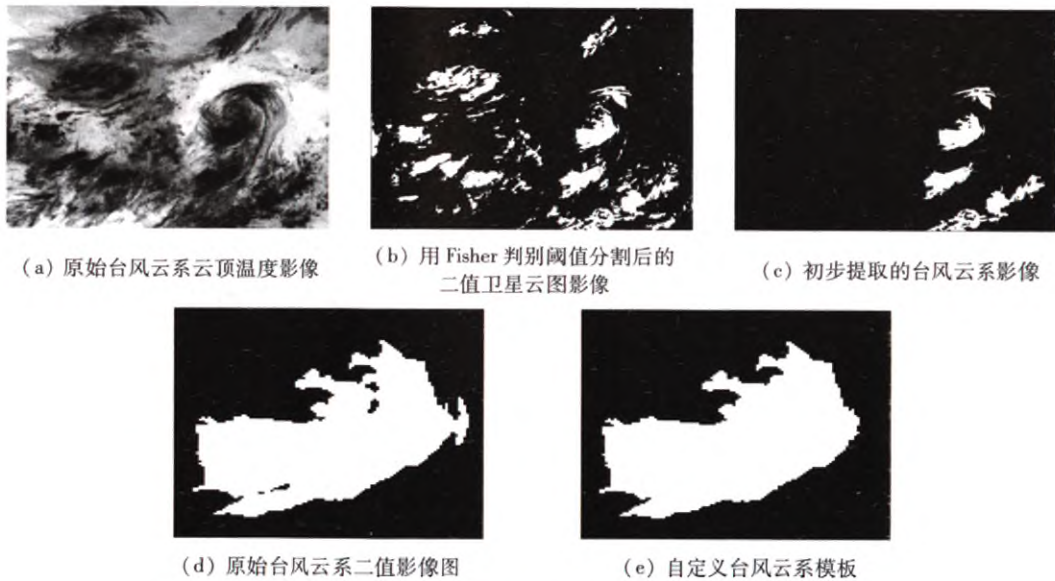 (a) 原始台风云系云顶温度影像
(b) 用 Fisher 判别阈值分割后的
二值卫星云图影像
(c) 初步提取的台风云系影像
(d) 原始台风云系二值影像图
(e) 自定义台风云系模板